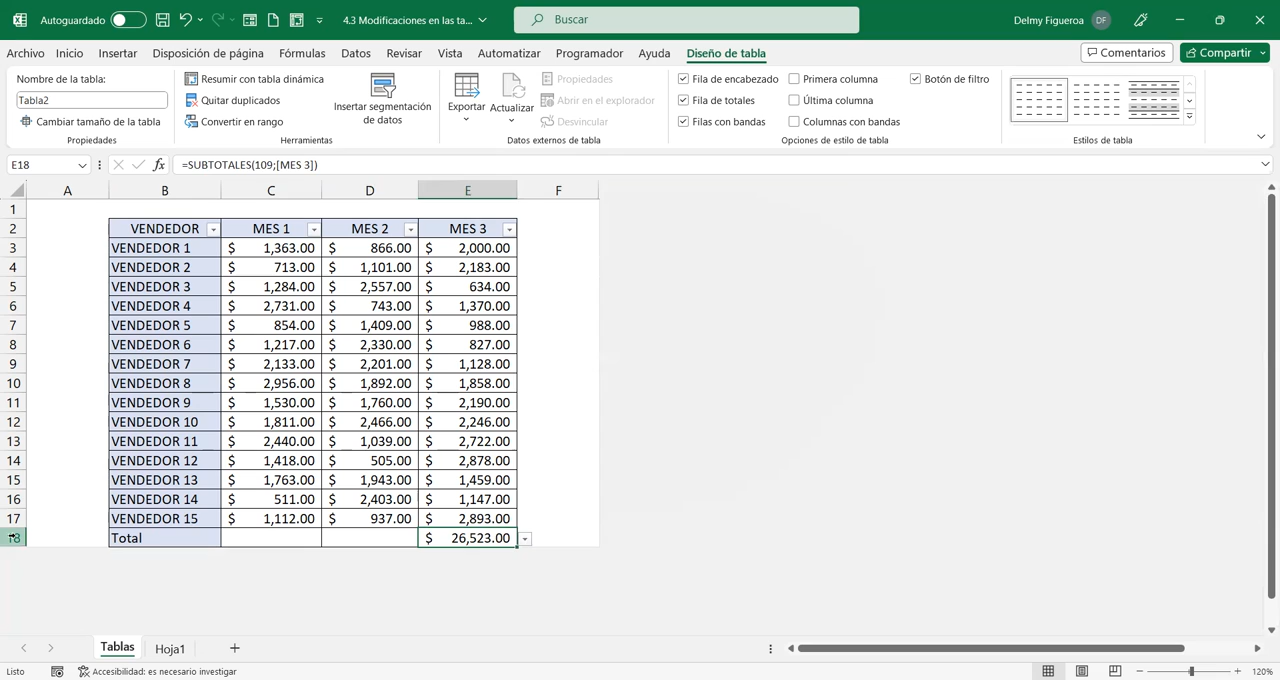 Autoguardado 4.3 Modificaciones en las ta... Buscar Delmy Figueroa DF
Archivo Inicio Insertar Disposición de página Fórmulas Datos Revisar Vista Automatizar Programador Ayuda Diseño de tabla Comentarios Compartir
Nombre de la tabla:
Tabla2
Cambiar tamaño de la tabla
Propiedades
Resumir con tabla dinámica
Quitar duplicados
Convertir en rango
Insertar segmentación
de datos
Herramientas
Exportar Actualizar
Propiedades
Abrir en el explorador
Desvincular
Datos externos de tabla
Fila de encabezado Primera columna Botón de filtro
Fila de totales Última columna
Filas con bandas Columnas con bandas
Opciones de estilo de tabla
Estilos de tabla
E18 fx =SUBTOTALES(109;[MES 3])
A B C D E F
1
2 VENDEDOR MES 1 MES 2 MES 3
3 VENDEDOR 1 $ 1,363.00 $ 866.00 $ 2,000.00
4 VENDEDOR 2 $ 713.00 $ 1,101.00 $ 2,183.00
5 VENDEDOR 3 $ 1,284.00 $ 2,557.00 $ 634.00
6 VENDEDOR 4 $ 2,731.00 $ 743.00 $ 1,370.00
7 VENDEDOR 5 $ 854.00 $ 1,409.00 $ 988.00
8 VENDEDOR 6 $ 1,217.00 $ 2,330.00 $ 827.00
9 VENDEDOR 7 $ 2,133.00 $ 2,201.00 $ 1,128.00
10 VENDEDOR 8 $ 2,956.00 $ 1,892.00 $ 1,858.00
11 VENDEDOR 9 $ 1,530.00 $ 1,760.00 $ 2,190.00
12 VENDEDOR 10 $ 1,811.00 $ 2,466.00 $ 2,246.00
13 VENDEDOR 11 $ 2,440.00 $ 1,039.00 $ 2,722.00
14 VENDEDOR 12 $ 1,418.00 $ 505.00 $ 2,878.00
15 VENDEDOR 13 $ 1,763.00 $ 1,943.00 $ 1,459.00
16 VENDEDOR 14 $ 511.00 $ 2,403.00 $ 1,147.00
17 VENDEDOR 15 $ 1,112.00 $ 937.00 $ 2,893.00
18 Total $ 26,523.00
Tablas Hoja1
Listo Accesibilidad: es necesario investigar 120%